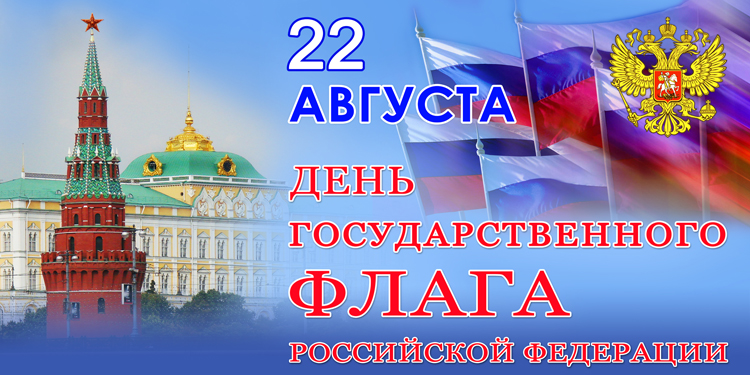 22
АВГУСТА
ДЕНЬ
ГОСУДАРСТВЕННОГО
ФЛАГА
РОССИЙСКОЙ ФЕДЕРАЦИИ